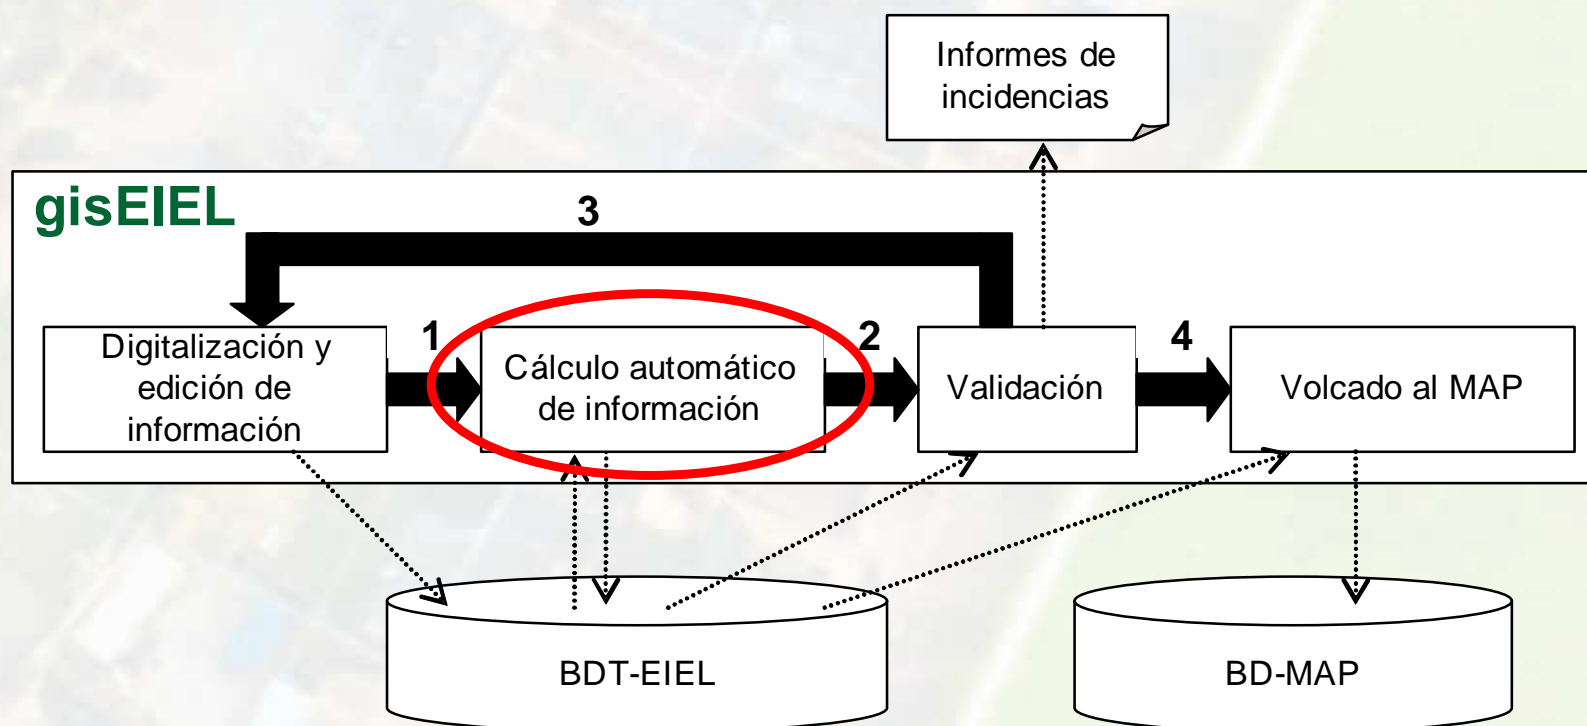 Informes de
incidencias
gisEIEL
3
1
2
4
Digitalización y
edición de
información
Cálculo automático
de información
Validación
Volcado al MAP
BDT-EIEL
BD-MAP